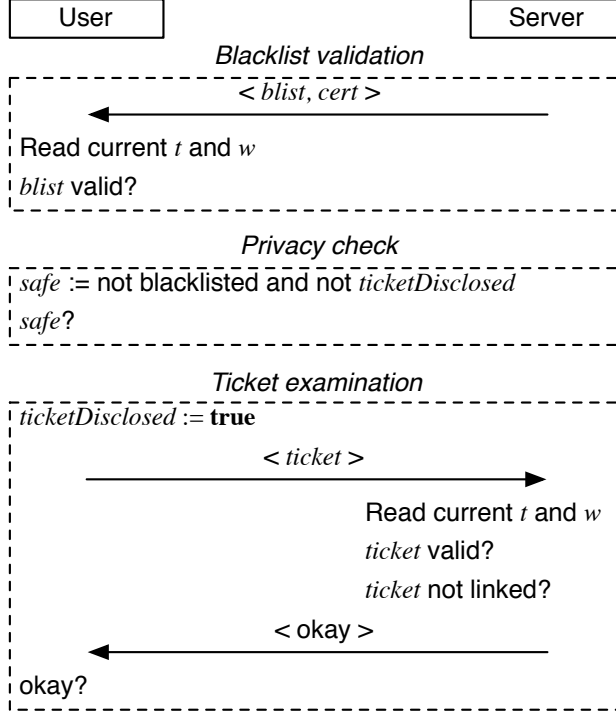 User
Server
Blacklist validation
< blist, cert >
Read current t and w
blist valid?
Privacy check
safe := not blacklisted and not ticketDisclosed
safe?
Ticket examination
ticketDisclosed := true
< ticket >
Read current t and w
ticket valid?
ticket not linked?
< okay >
okay?